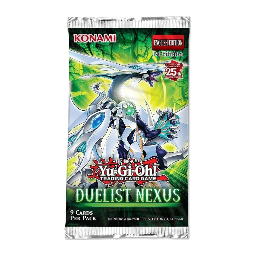 KONAMI
25
Yu-Gi-Oh!
TRADING CARD GAME
DUELIST NEXUS
9 CARDS
PER PACK